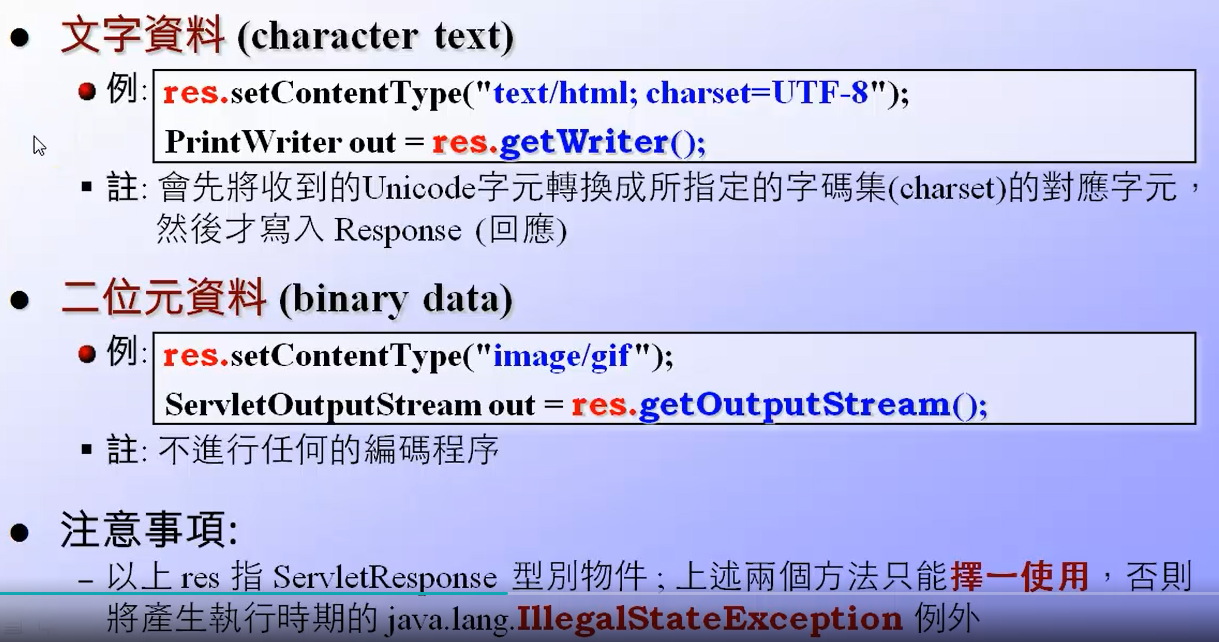 ● 文字資料 (character text)
例: res.setContentType("text/html; charset=UTF-8");
PrintWriter out = res.getWriter();
▪ 註: 會先將收到的Unicode字元轉換成所指定的字碼集(charset)的對應字元，
然後才寫入 Response (回應)
● 二位元資料 (binary data)
例: res.setContentType("image/gif");
ServletOutputStream out = res.getOutputStream();
▪ 註: 不進行任何的編碼程序
● 注意事項:
– 以上 res 指 ServletResponse 型別物件 ; 上述兩個方法只能擇一使用，否則
將產生執行時期的 java.lang.IllegalStateException 例外